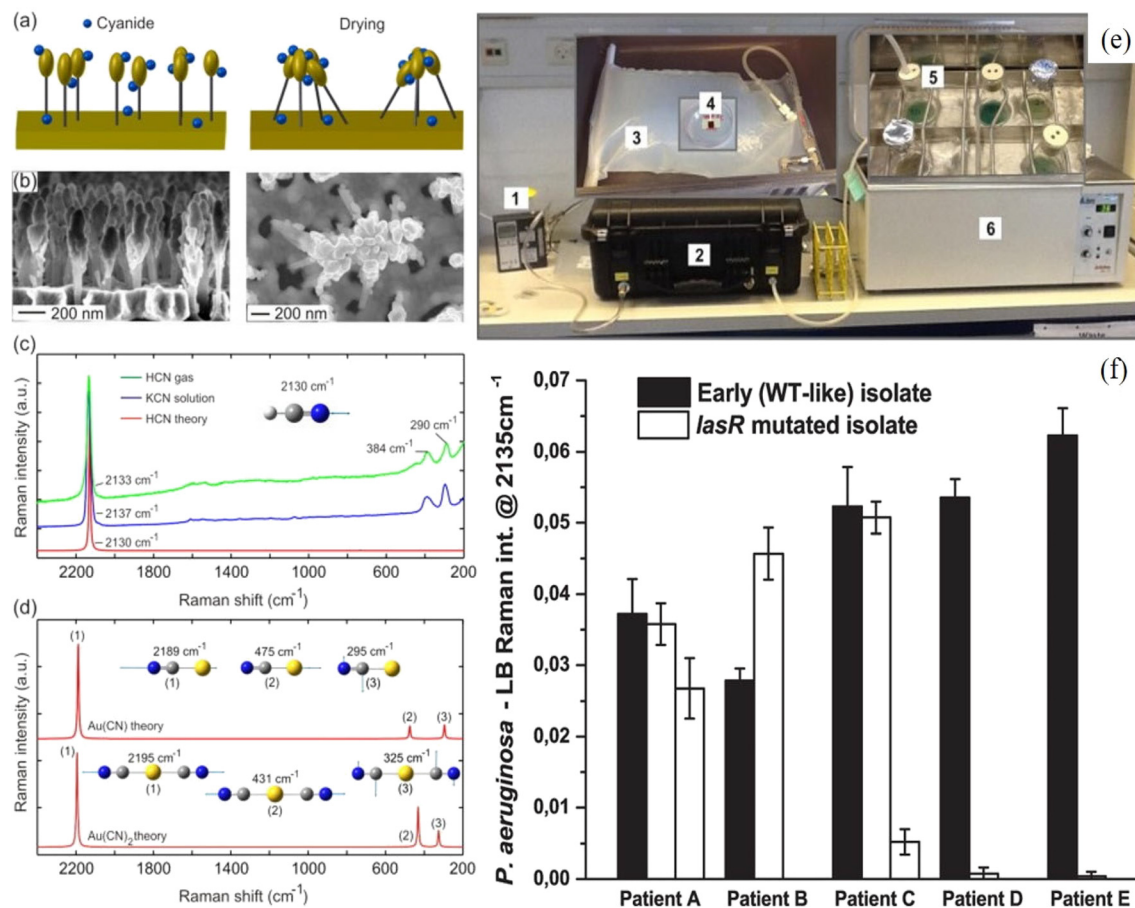 (a)
Cyanide
Drying
(b)
200 nm
200 nm
(c)
Raman intensity (a.u.)
HCN gas
KCN solution
HCN theory
2130 cm⁻¹
290 cm⁻¹
384 cm⁻¹
2133 cm⁻¹
2137 cm⁻¹
2130 cm⁻¹
2200 1800 1400 1000 600 200
Raman shift (cm⁻¹)
(d)
Raman intensity (a.u.)
(1)
2189 cm⁻¹ 475 cm⁻¹ 295 cm⁻¹
(1) (2) (3)
(2) (3)
Au(CN) theory
(1)
2195 cm⁻¹ 431 cm⁻¹ 325 cm⁻¹
(1) (2) (3)
(2) (3)
Au(CN)₂theory
2200 1800 1400 1000 600 200
Raman shift (cm⁻¹)
(e)
1
2
3
4
5
6
(f)
P. aeruginosa - LB Raman int. @ 2135cm⁻¹
Early (WT-like) isolate
lasR mutated isolate
0,07
0,06
0,05
0,04
0,03
0,02
0,01
0,00
Patient A Patient B Patient C Patient D Patient E